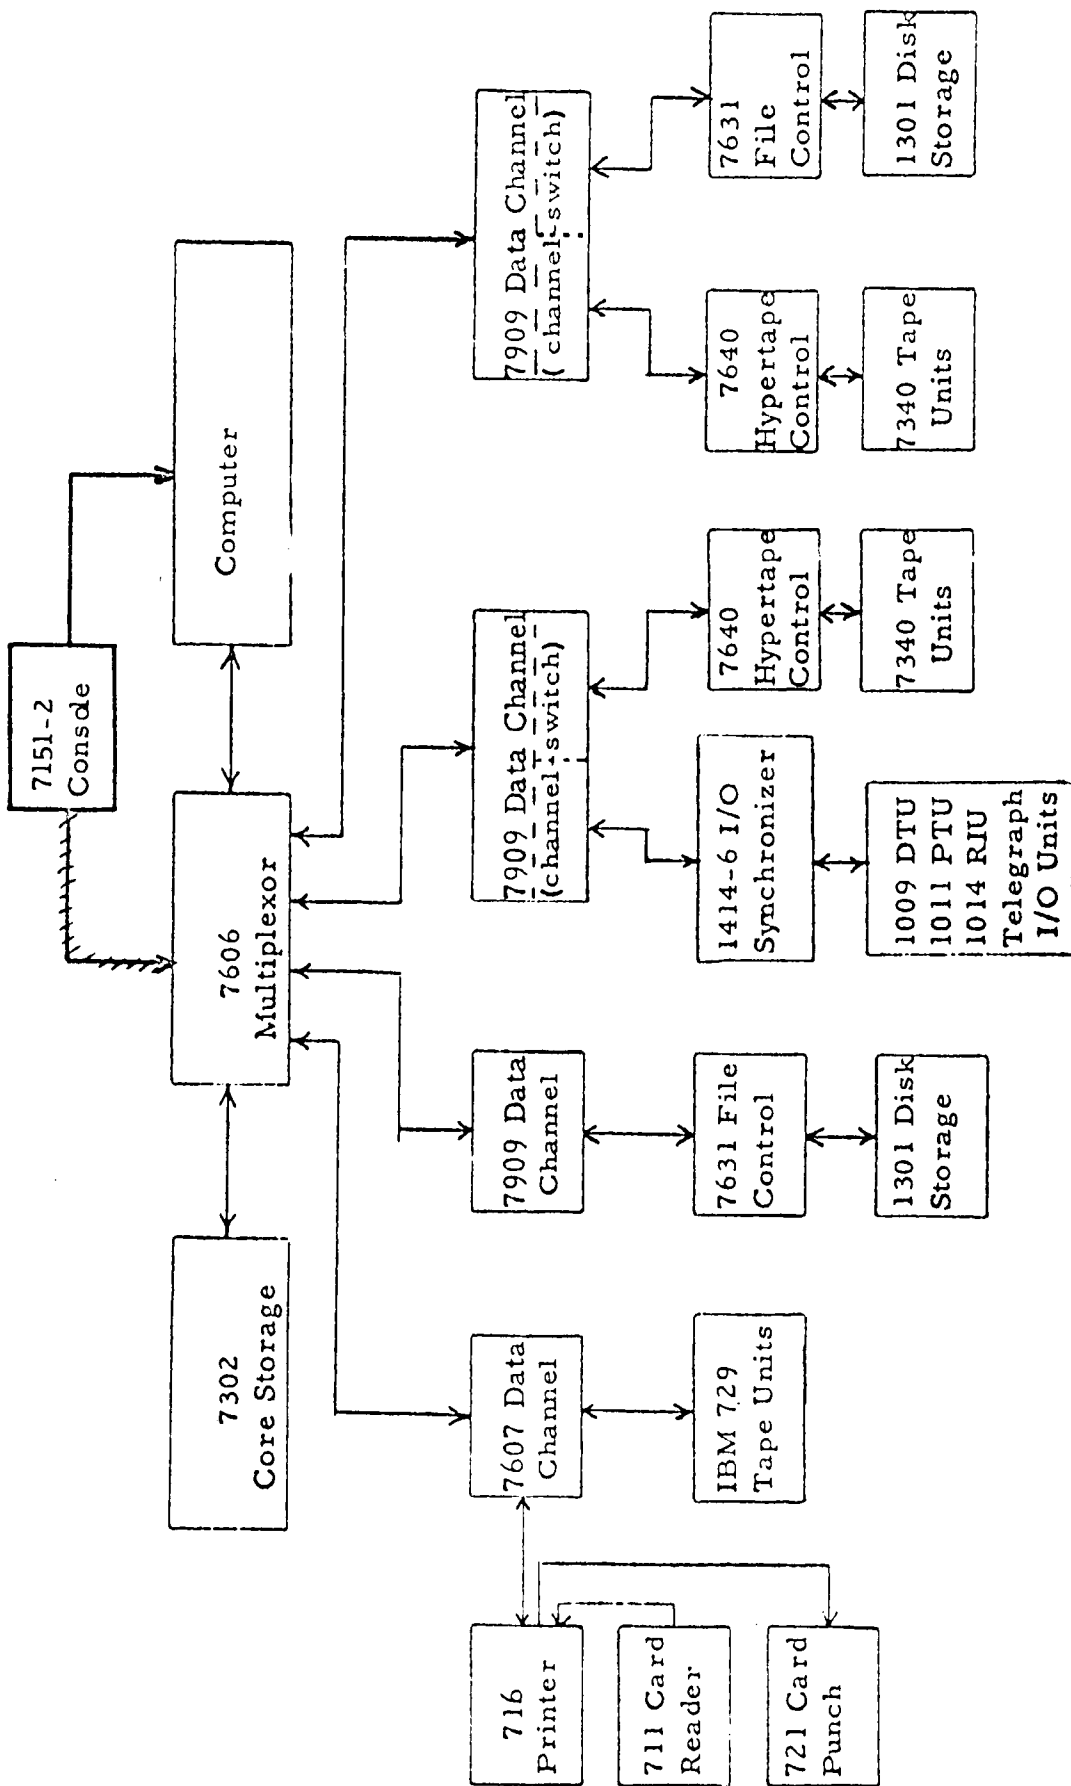 7151-2
Console
7302
Core Storage
7606
Multiplexor
Computer
7607 Data
Channel
7909 Data
Channel
7909 Data Channel
(channel-switch)
7909 Data Channel
(channel-switch)
716
Printer
711 Card
Reader
721 Card
Punch
IBM 729
Tape Units
7631 File
Control
1301 Disk
Storage
1414-6 I/O
Synchronizer
1009 DTU
1011 PTU
1014 RIU
Telegraph
I/O Units
7640
Hypertape
Control
7340 Tape
Units
7640
Hypertape
Control
7340 Tape
Units
7631
File
Control
1301 Disk
Storage